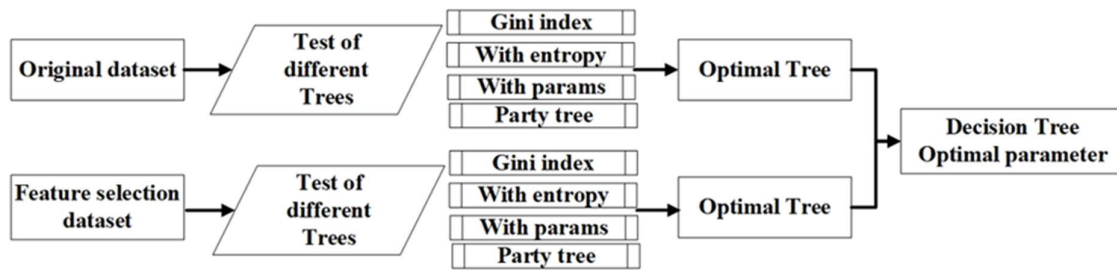 Original dataset
Test of
different
Trees
Gini index
With entropy
With params
Party tree
Optimal Tree
Feature selection
dataset
Test of
different
Trees
Gini index
With entropy
With params
Party tree
Optimal Tree
Decision Tree
Optimal parameter